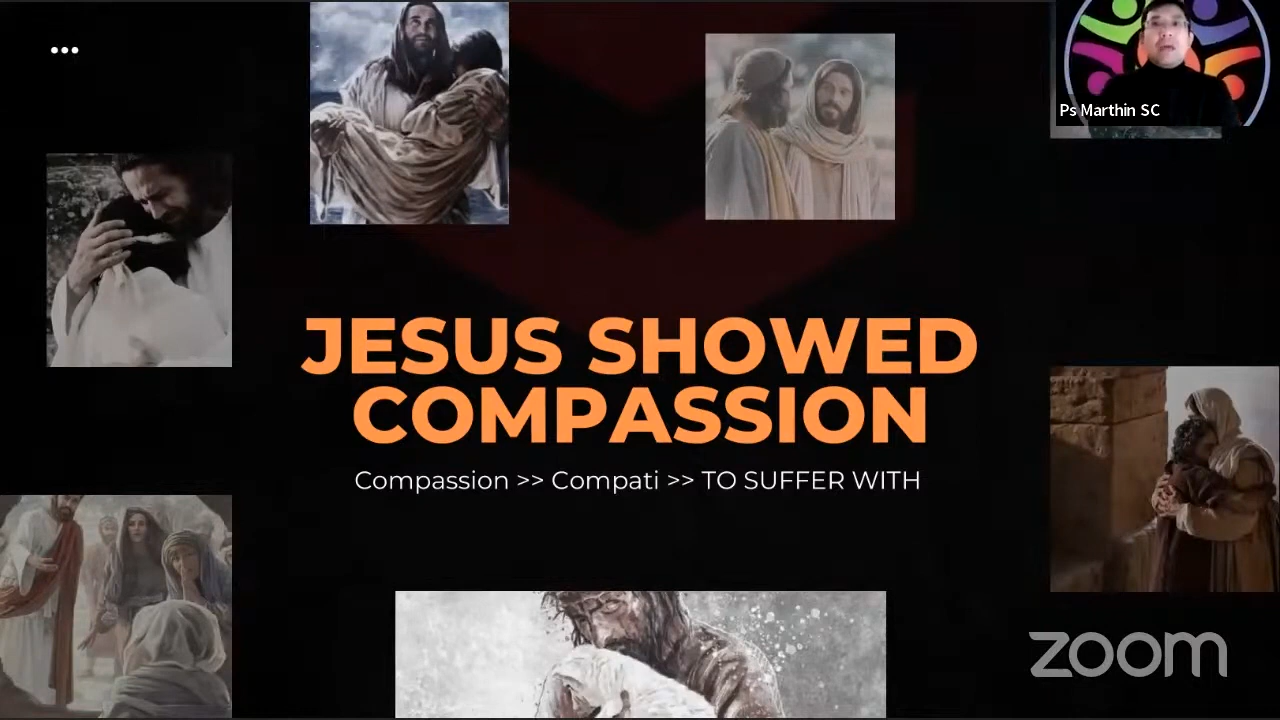 Ps Marthin SC
JESUS SHOWED
COMPASSION
Compassion >> Compati >> TO SUFFER WITH
zoom